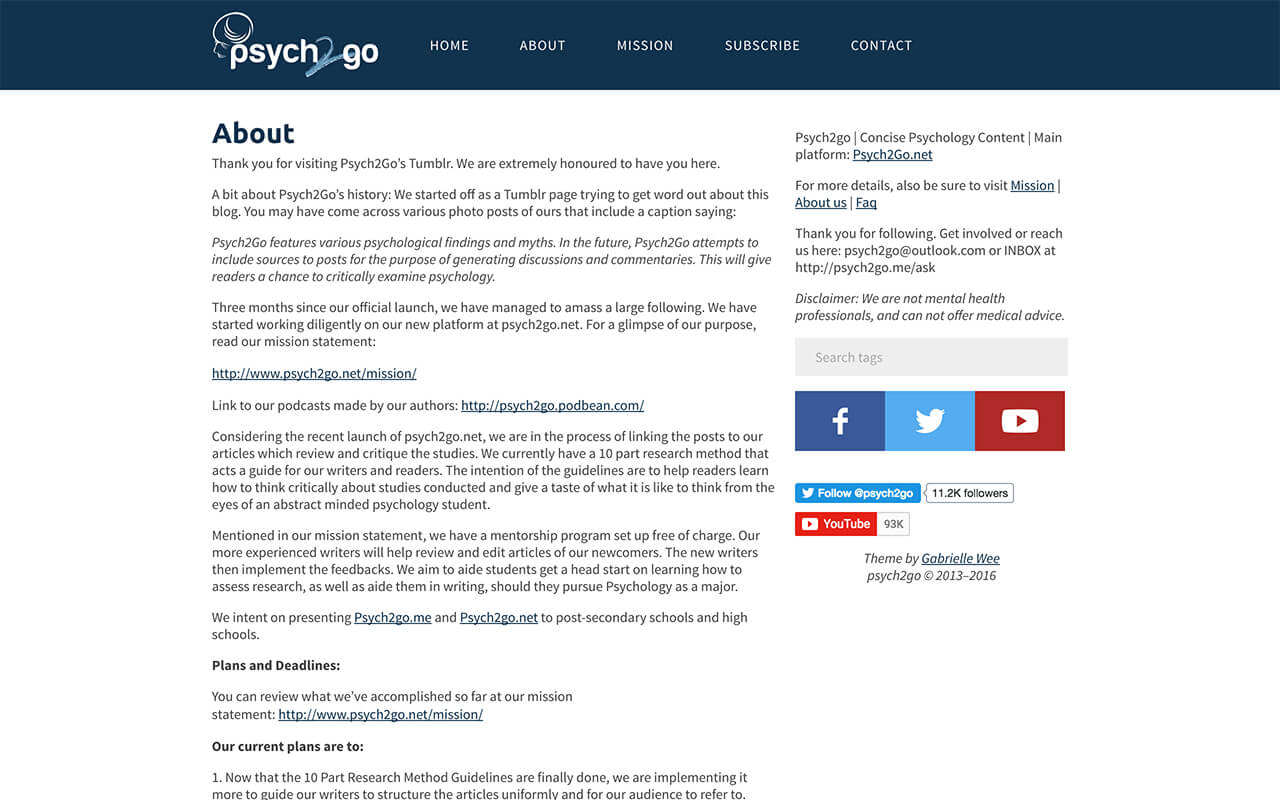 psych2go
HOME ABOUT MISSION SUBSCRIBE CONTACT
About
Thank you for visiting Psych2Go’s Tumblr. We are extremely honoured to have you here.
A bit about Psych2Go’s history: We started off as a Tumblr page trying to get word out about this
blog. You may have come across various photo posts of ours that include a caption saying:
Psych2Go features various psychological findings and myths. In the future, Psych2Go attempts to
include sources to posts for the purpose of generating discussions and commentaries. This will give
readers a chance to critically examine psychology.
Three months since our official launch, we have managed to amass a large following. We have
started working diligently on our new platform at psych2go.net. For a glimpse of our purpose,
read our mission statement:
http://www.psych2go.net/mission/
Link to our podcasts made by our authors: http://psych2go.podbean.com/
Considering the recent launch of psych2go.net, we are in the process of linking the posts to our
articles which review and critique the studies. We currently have a 10 part research method that
acts a guide for our writers and readers. The intention of the guidelines are to help readers learn
how to think critically about studies conducted and give a taste of what it is like to think from the
eyes of an abstract minded psychology student.
Mentioned in our mission statement, we have a mentorship program set up free of charge. Our
more experienced writers will help review and edit articles of our newcomers. The new writers
then implement the feedbacks. We aim to aide students get a head start on learning how to
assess research, as well as aide them in writing, should they pursue Psychology as a major.
We intent on presenting Psych2go.me and Psych2go.net to post-secondary schools and high
schools.
Plans and Deadlines:
You can review what we’ve accomplished so far at our mission
statement: http://www.psych2go.net/mission/
Our current plans are to:
1. Now that the 10 Part Research Method Guidelines are finally done, we are implementing it
more to guide our writers to structure the articles uniformly and for our audience to refer to.
Psych2go | Concise Psychology Content | Main
platform: Psych2Go.net
For more details, also be sure to visit Mission |
About us | Faq
Thank you for following. Get involved or reach
us here: psych2go@outlook.com or INBOX at
http://psych2go.me/ask
Disclaimer: We are not mental health
professionals, and can not offer medical advice.
Search tags
Follow @psych2go 11.2K followers
YouTube 93K
Theme by Gabrielle Wee
psych2go © 2013–2016